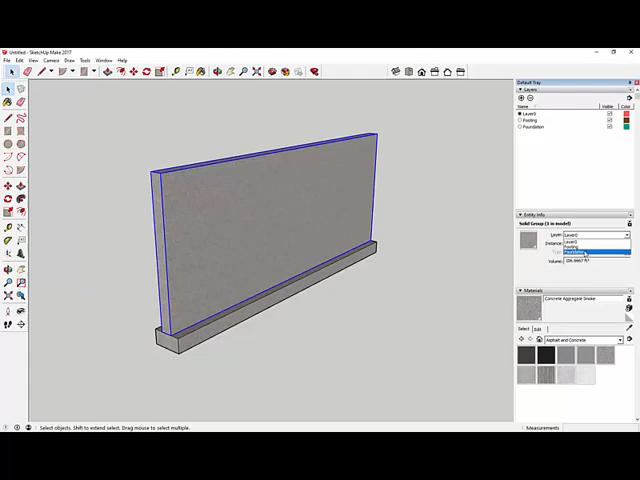 Untitled - SketchUp Make 2017
File Edit View Camera Draw Tools Window Help
Default Tray
Layers
Name Visible Color
Layer0
Footing
Foundation
Entity Info
Solid Group (1 in model)
Layer: Layer0
Layer0
Footing
Foundation
Volume:
Materials
Concrete Aggregate Smoke
Select Edit
Asphalt and Concrete
Select objects. Shift to extend select. Drag mouse to select multiple.
Measurements